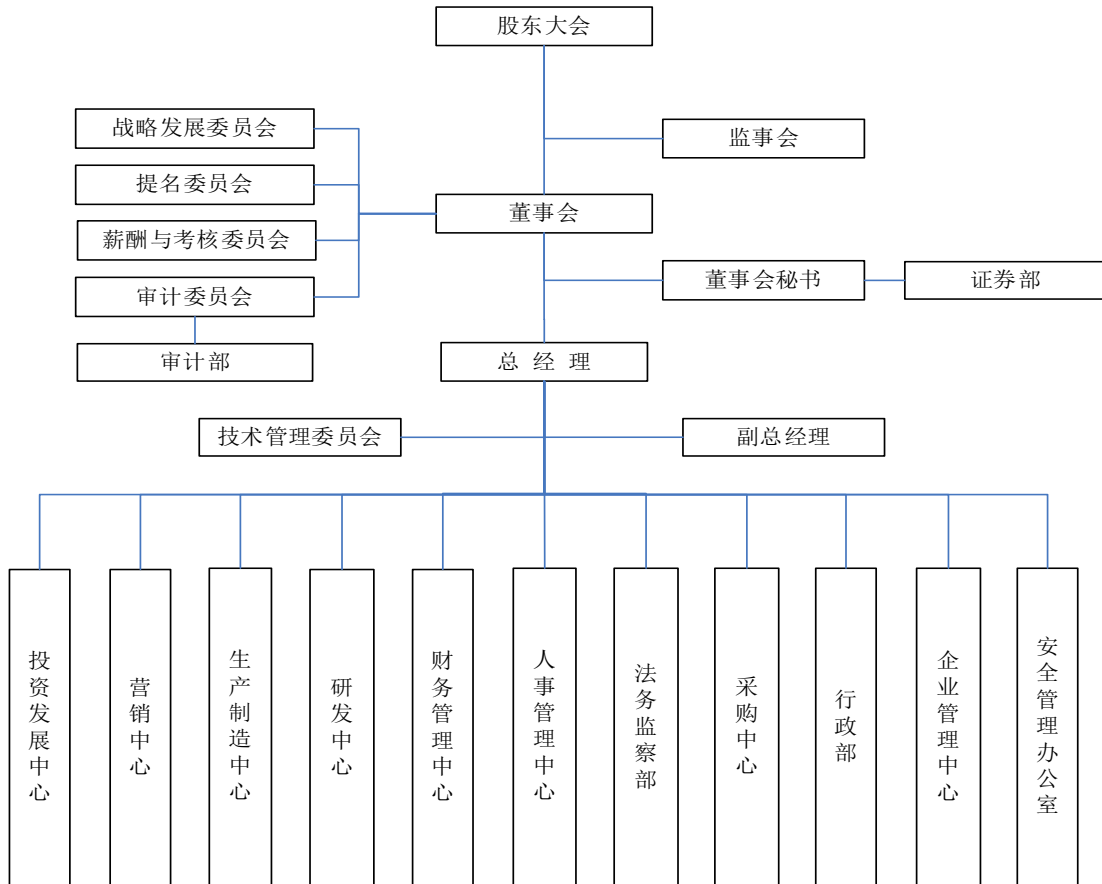 股东大会
战略发展委员会
监事会
提名委员会
董事会
薪酬与考核委员会
审计委员会
董事会秘书
证券部
审计部
总 经 理
技术管理委员会
副总经理
投资发展中心
营销中心
生产制造中心
研发中心
财务管理中心
人事管理中心
法务监察部
采购中心
行政部
企业管理中心
安全管理办公室